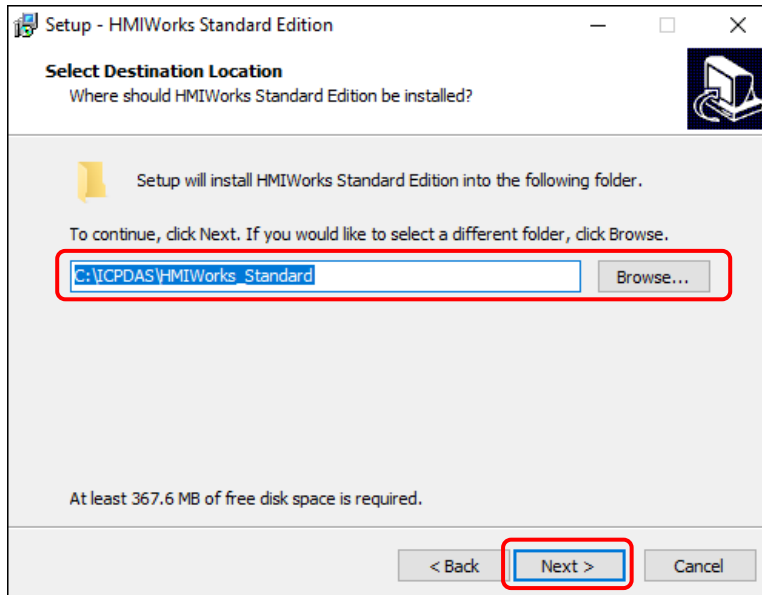 Setup - HMIWorks Standard Edition
Select Destination Location
Where should HMIWorks Standard Edition be installed?
Setup will install HMIWorks Standard Edition into the following folder.
To continue, click Next. If you would like to select a different folder, click Browse.
C:\ICPDAS\HMIWorks_Standard
Browse...
At least 367.6 MB of free disk space is required.
< Back
Next >
Cancel